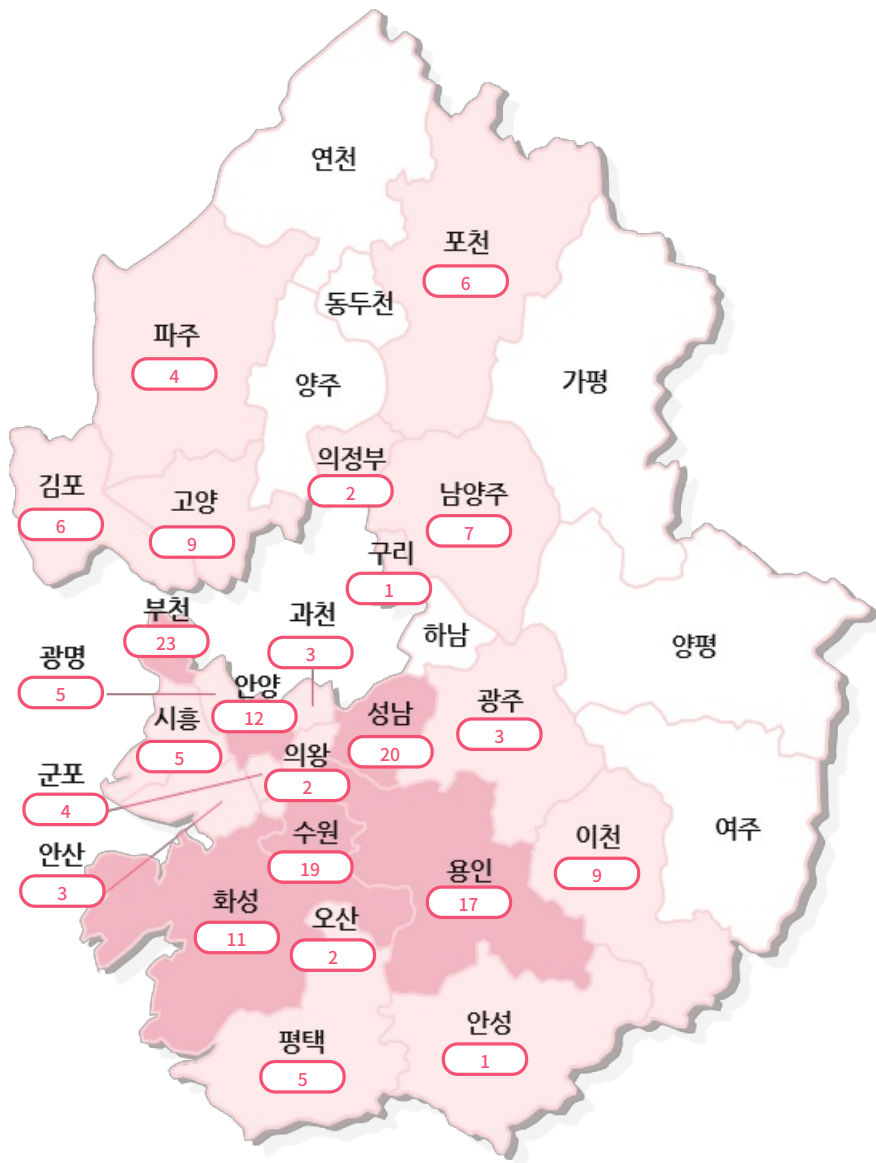 연천
포천
6
동두천
파주
4
양주
가평
의정부
2
김포
6
고양
9
남양주
7
구리
1
부천
23
과천
3
하남
양평
광명
5
안양
12
시흥
5
성남
20
광주
3
의왕
2
군포
4
수원
19
이천
9
여주
안산
3
용인
17
화성
11
오산
2
평택
5
안성
1